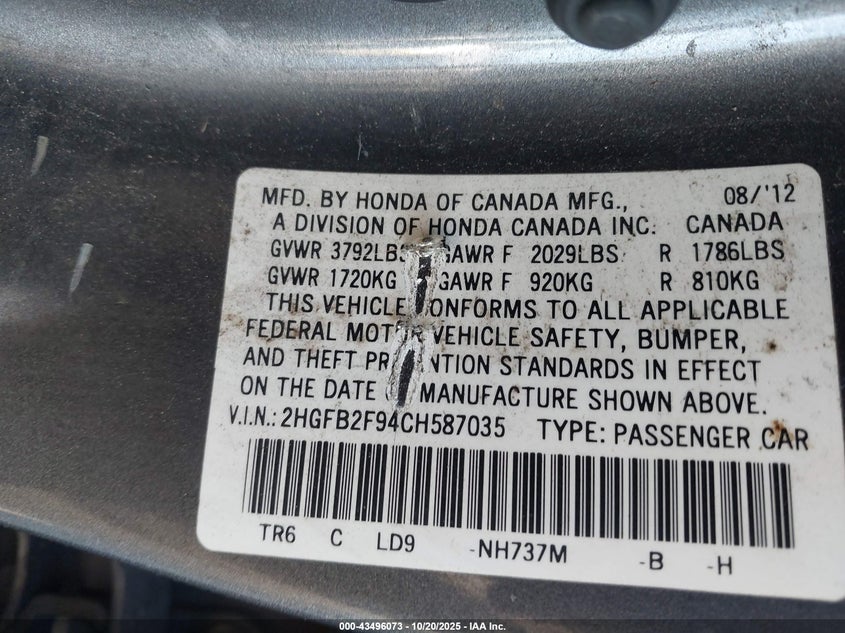 MFD. BY HONDA OF CANADA MFG., 08/'12
A DIVISION OF HONDA CANADA INC. CANADA
GVWR 3792LBS GAWR F 2029LBS R 1786LBS
GVWR 1720KG GAWR F 920KG R 810KG
THIS VEHICLE CONFORMS TO ALL APPLICABLE
FEDERAL MOTOR VEHICLE SAFETY, BUMPER,
AND THEFT PREVENTION STANDARDS IN EFFECT
ON THE DATE MANUFACTURE SHOWN ABOVE.
V.I.N.: 2HGFB2F94CH587035 TYPE: PASSENGER CAR
TR6 C LD9 -NH737M -B -H
000-43496073 | 10/20/2025 - IAA Inc.